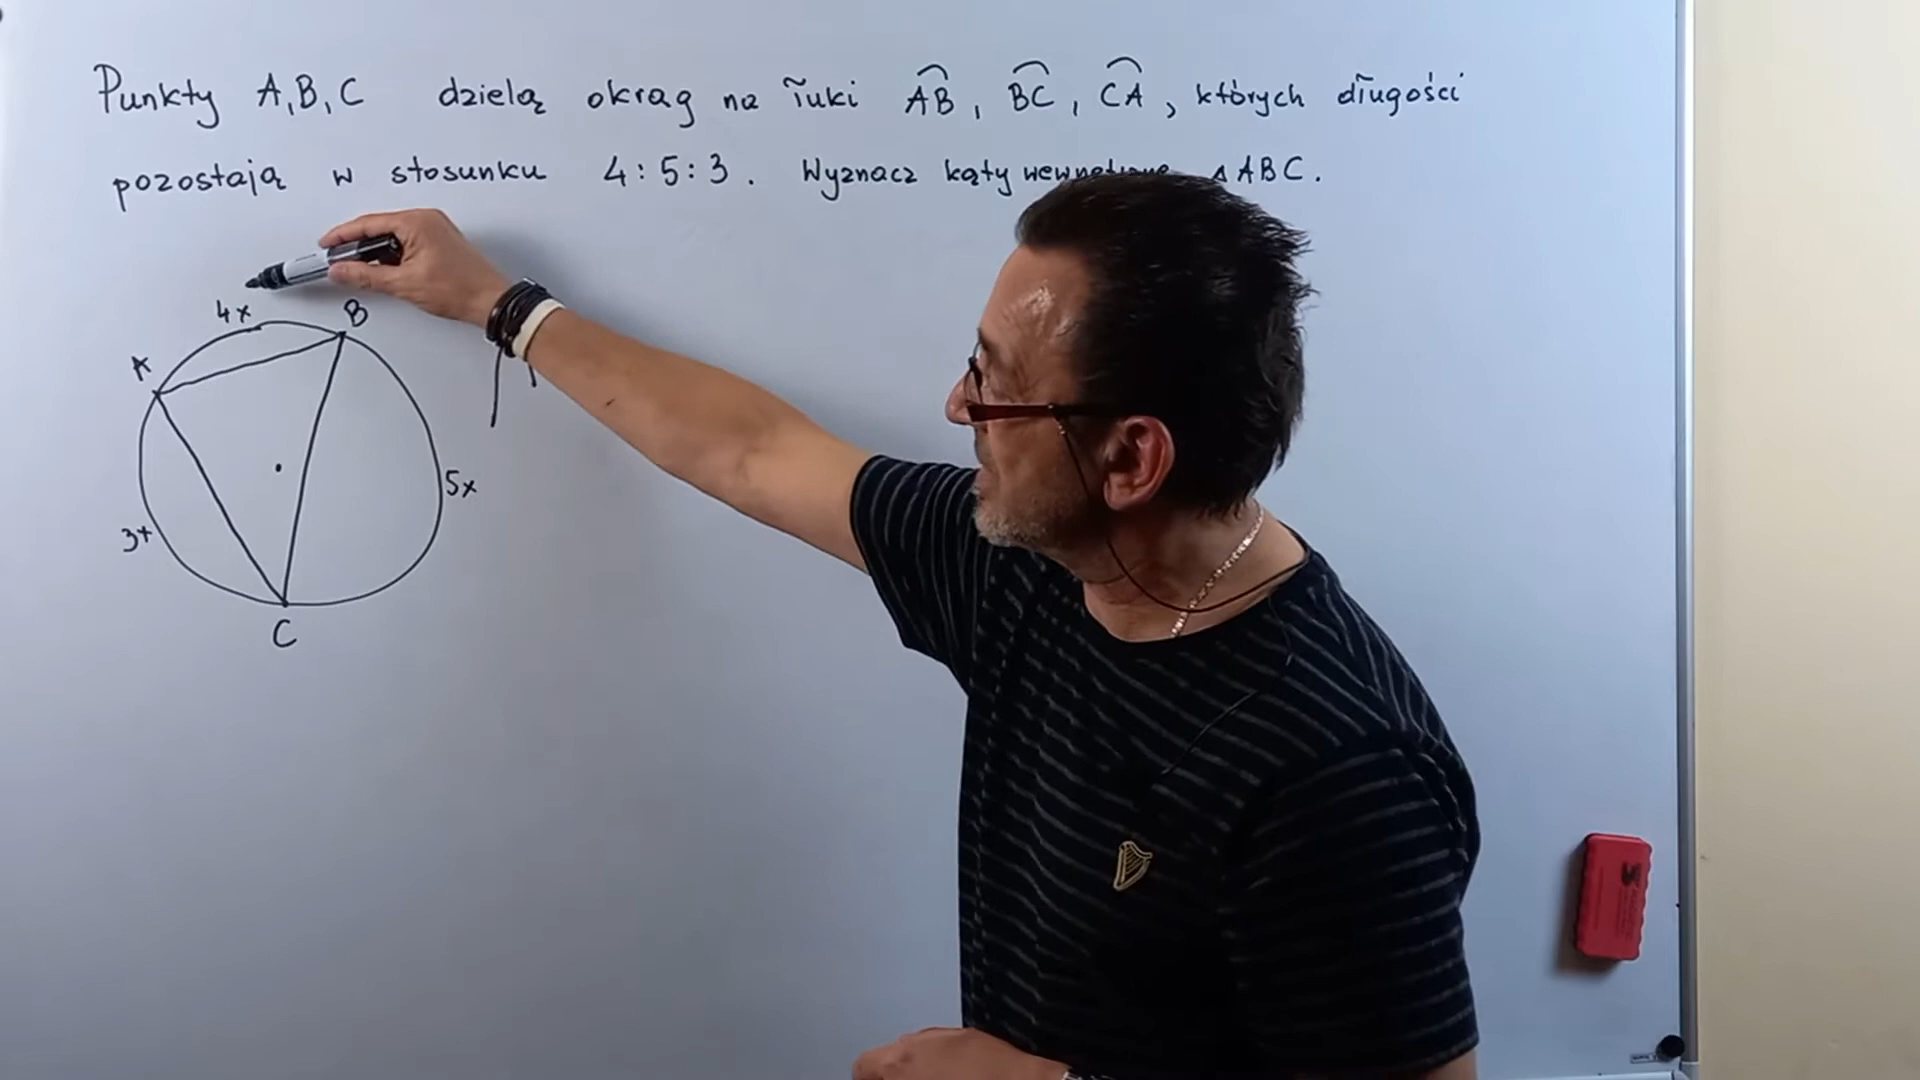 Punkty A, B, C dzielą okrąg na łuki AB, BC, CA, których długości
pozostają w stosunku 4 : 5 : 3. Wyznacz kąty wewnętrzne △ABC.
4x
B
A
5x
3x
C